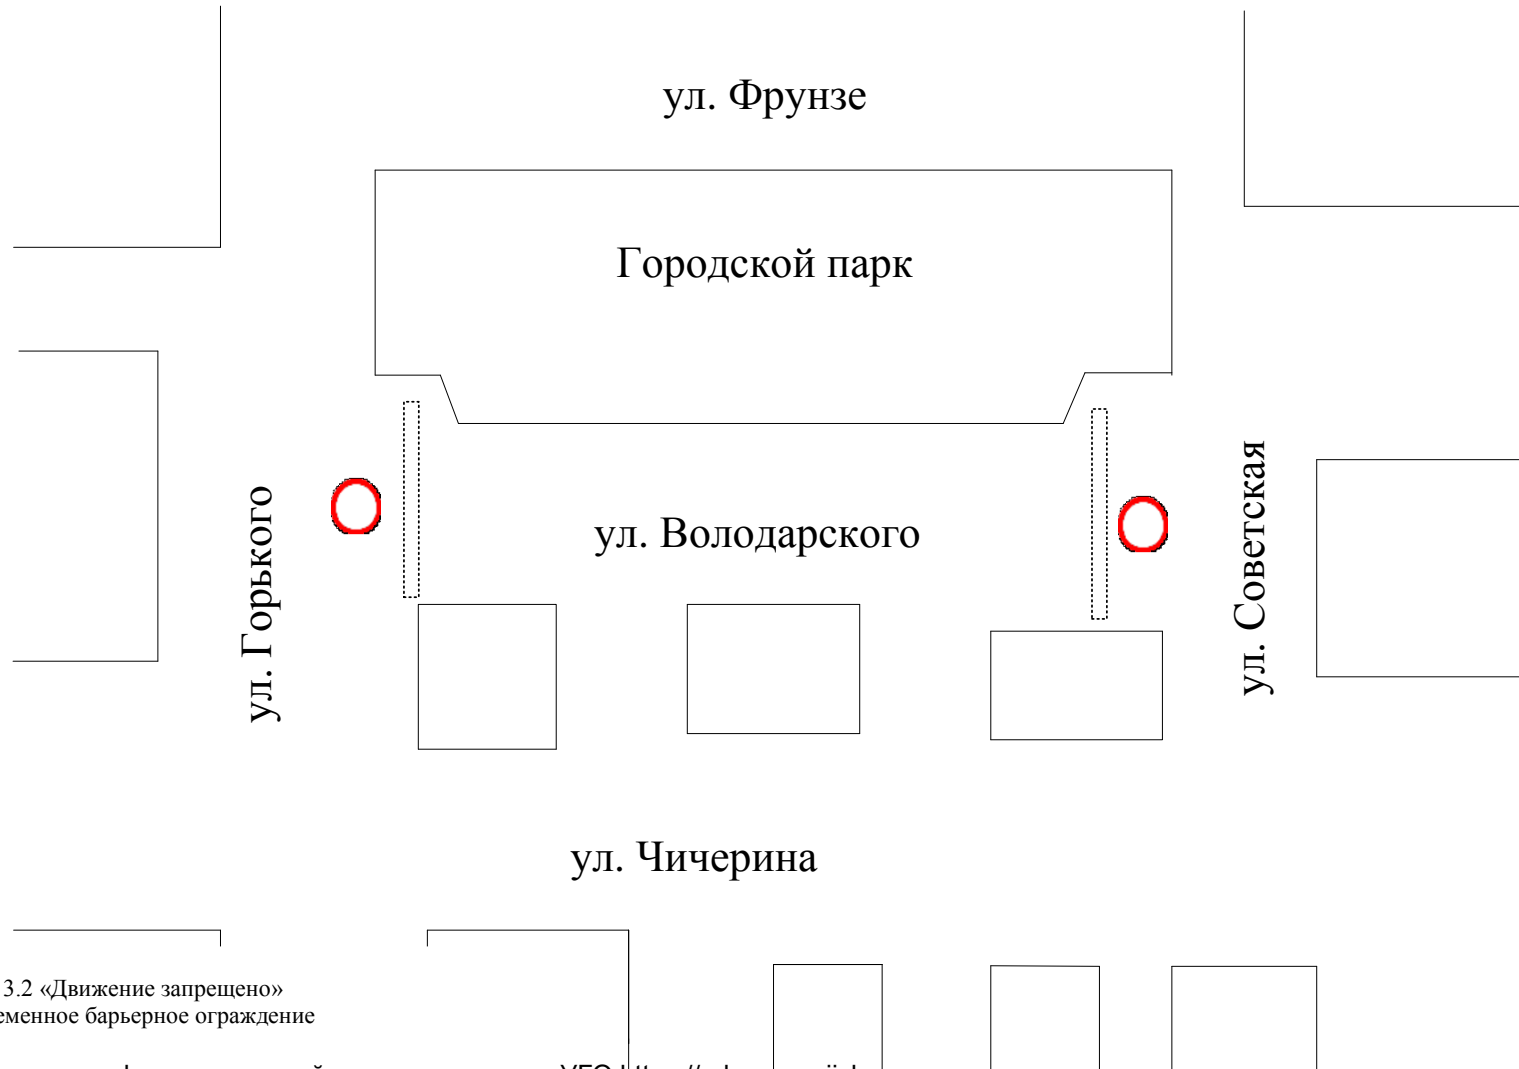 ул. Фрунзе
Городской парк
ул. Горького
ул. Володарского
ул. Советская
ул. Чичерина
3.2 «Движение запрещено»
еменное барьерное ограждение